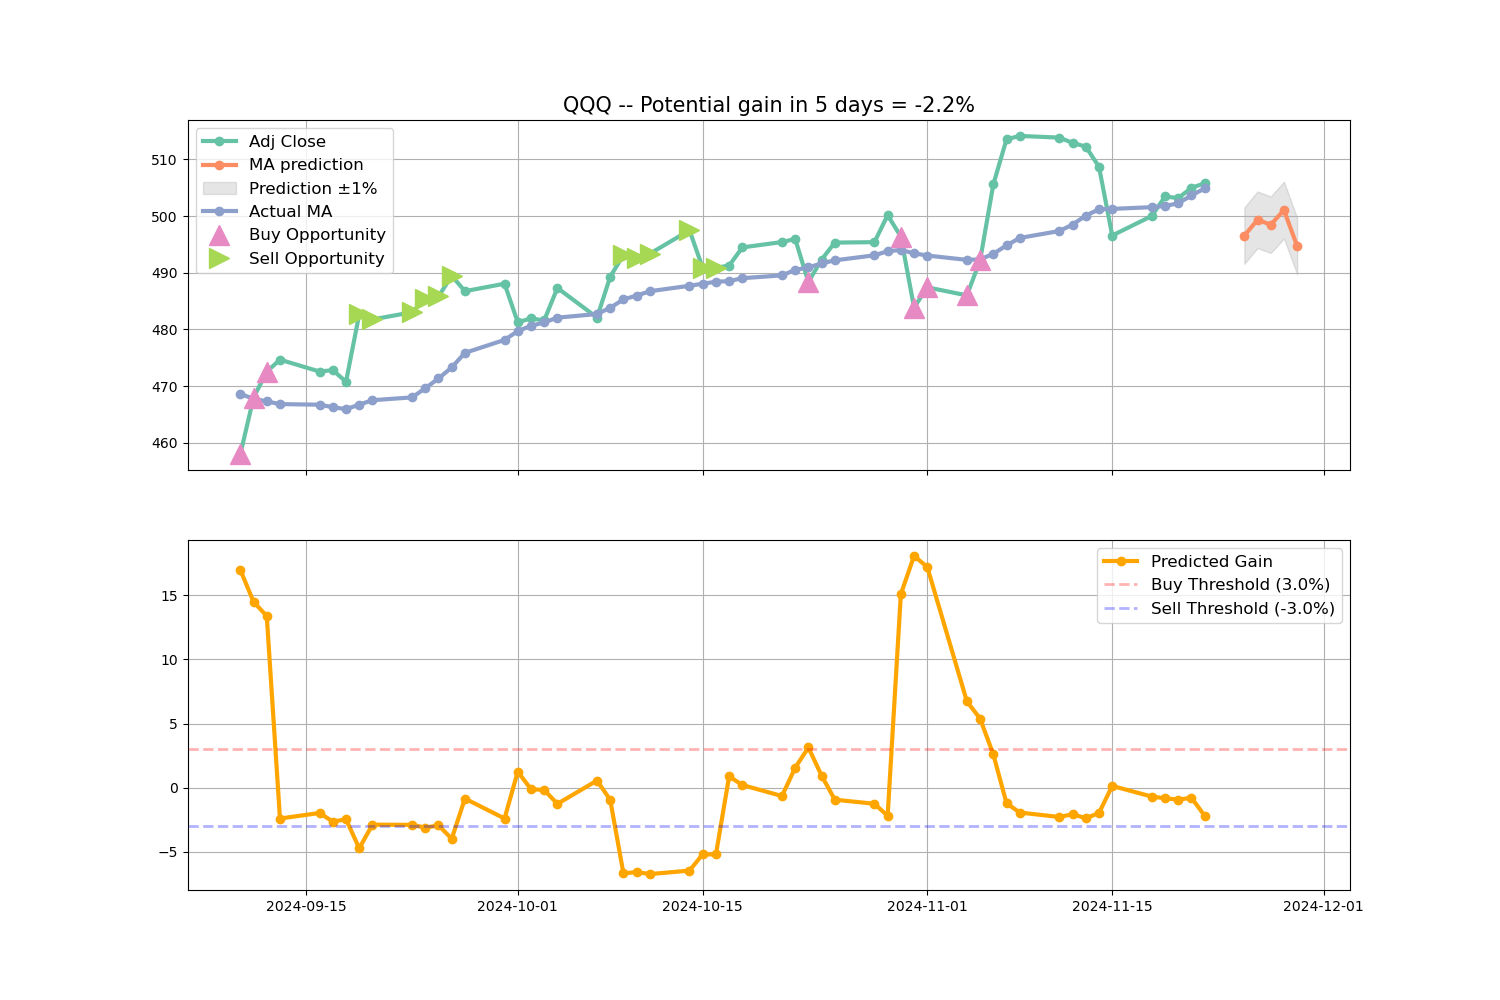 QQQ -- Potential gain in 5 days = -2.2%
Adj Close
MA prediction
Prediction ±1%
Actual MA
Buy Opportunity
Sell Opportunity
510
500
490
480
470
460
Predicted Gain
Buy Threshold (3.0%)
Sell Threshold (-3.0%)
15
10
5
0
−5
2024-09-15 2024-10-01 2024-10-15 2024-11-01 2024-11-15 2024-12-01